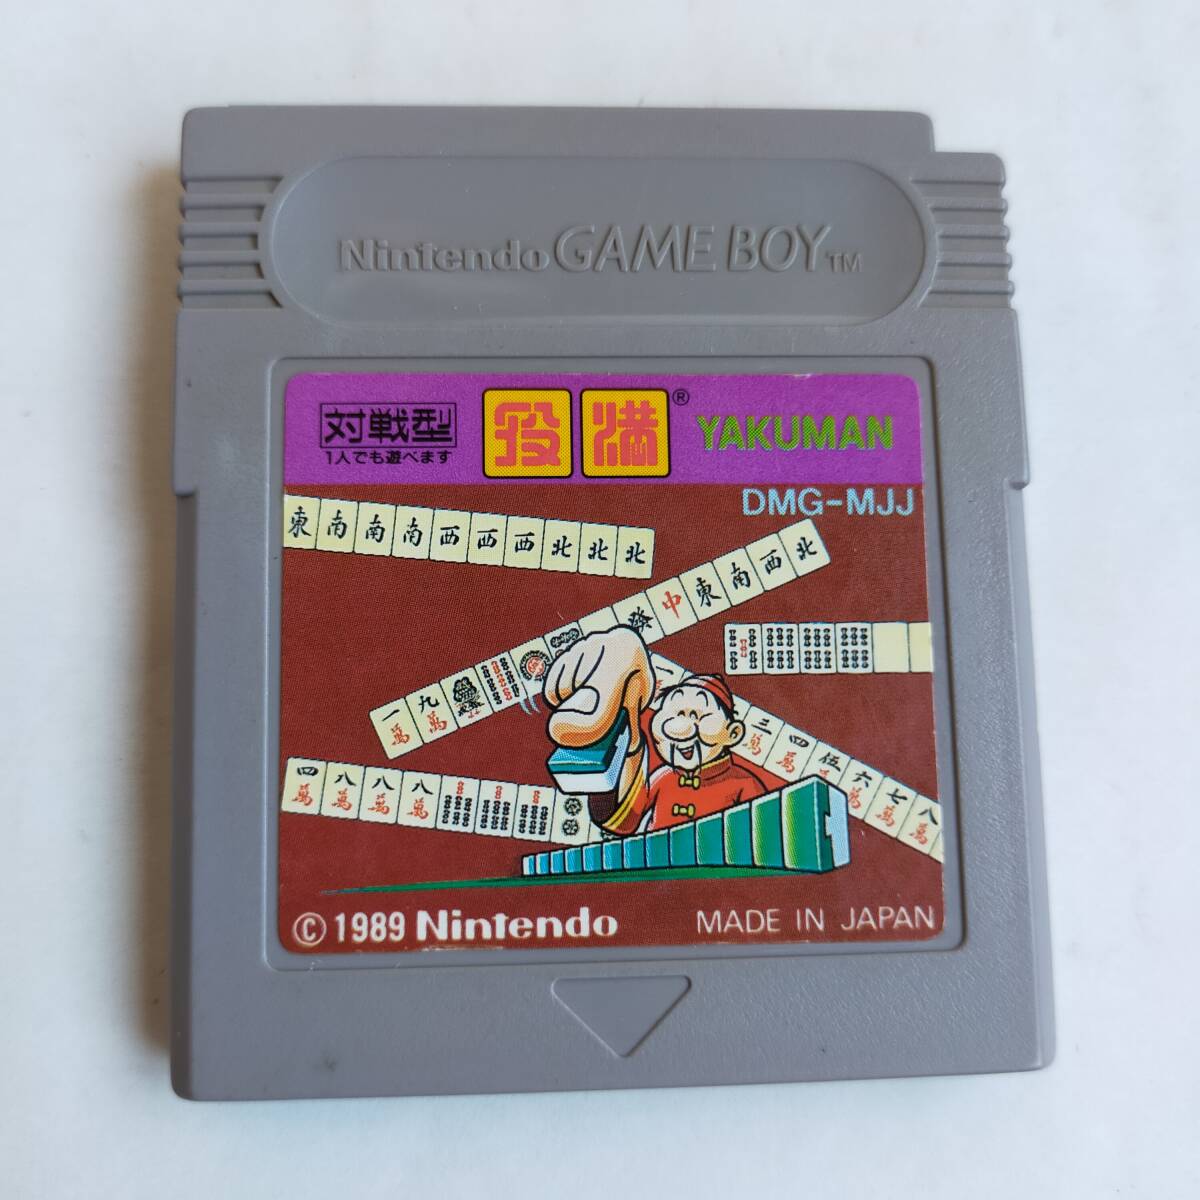 Nintendo GAME BOY TM
対戦型 役満® YAKUMAN
1人でも遊べます
DMG-MJJ
東南南南西西西北北北
一萬 九萬 發 中 東 南 西 北
一 三萬 四萬 伍萬 六萬 七萬 八萬
四萬 八萬 八萬 八萬
© 1989 Nintendo MADE IN JAPAN